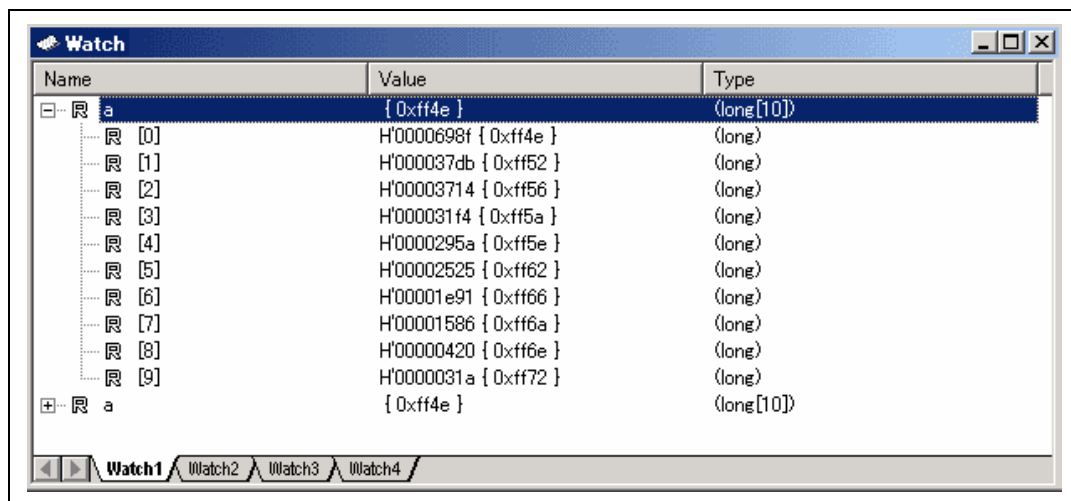 Watch
Name Value Type
R a { 0xff4e } (long[10])
R [0] H'0000698f { 0xff4e } (long)
R [1] H'000037db { 0xff52 } (long)
R [2] H'00003714 { 0xff56 } (long)
R [3] H'000031f4 { 0xff5a } (long)
R [4] H'0000295a { 0xff5e } (long)
R [5] H'00002525 { 0xff62 } (long)
R [6] H'00001e91 { 0xff66 } (long)
R [7] H'00001586 { 0xff6a } (long)
R [8] H'00000420 { 0xff6e } (long)
R [9] H'0000031a { 0xff72 } (long)
R a { 0xff4e } (long[10])
Watch1 Watch2 Watch3 Watch4